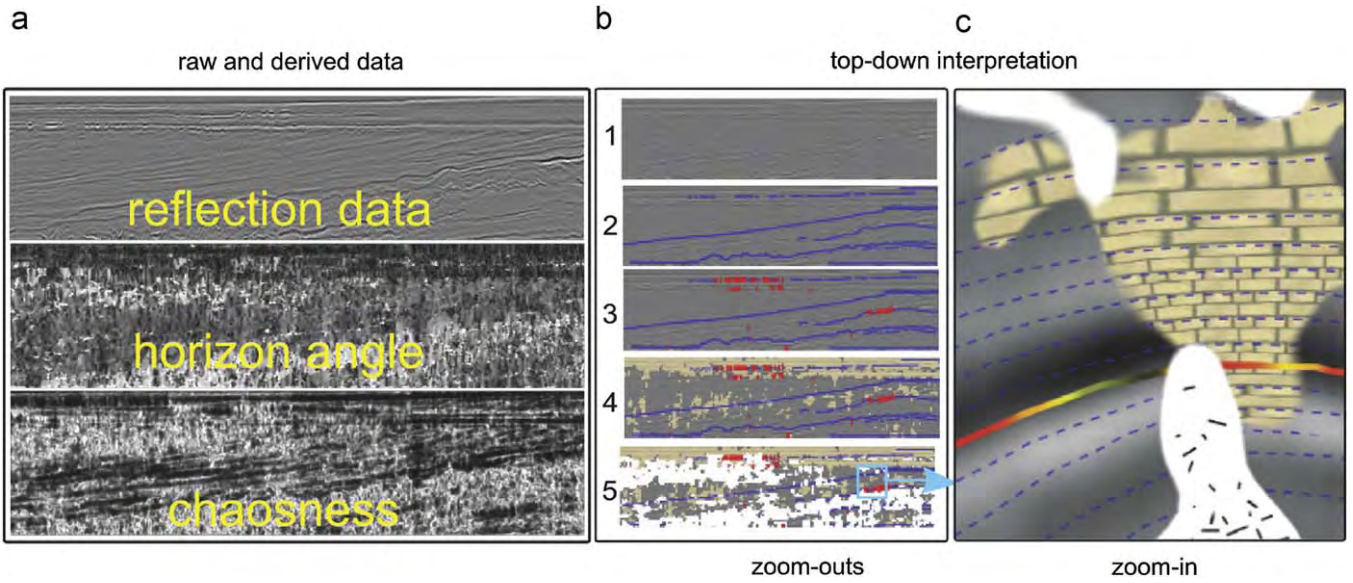 a
b
c
raw and derived data
top-down interpretation
reflection data
horizon angle
chaosness
1
2
3
4
5
zoom-outs
zoom-in